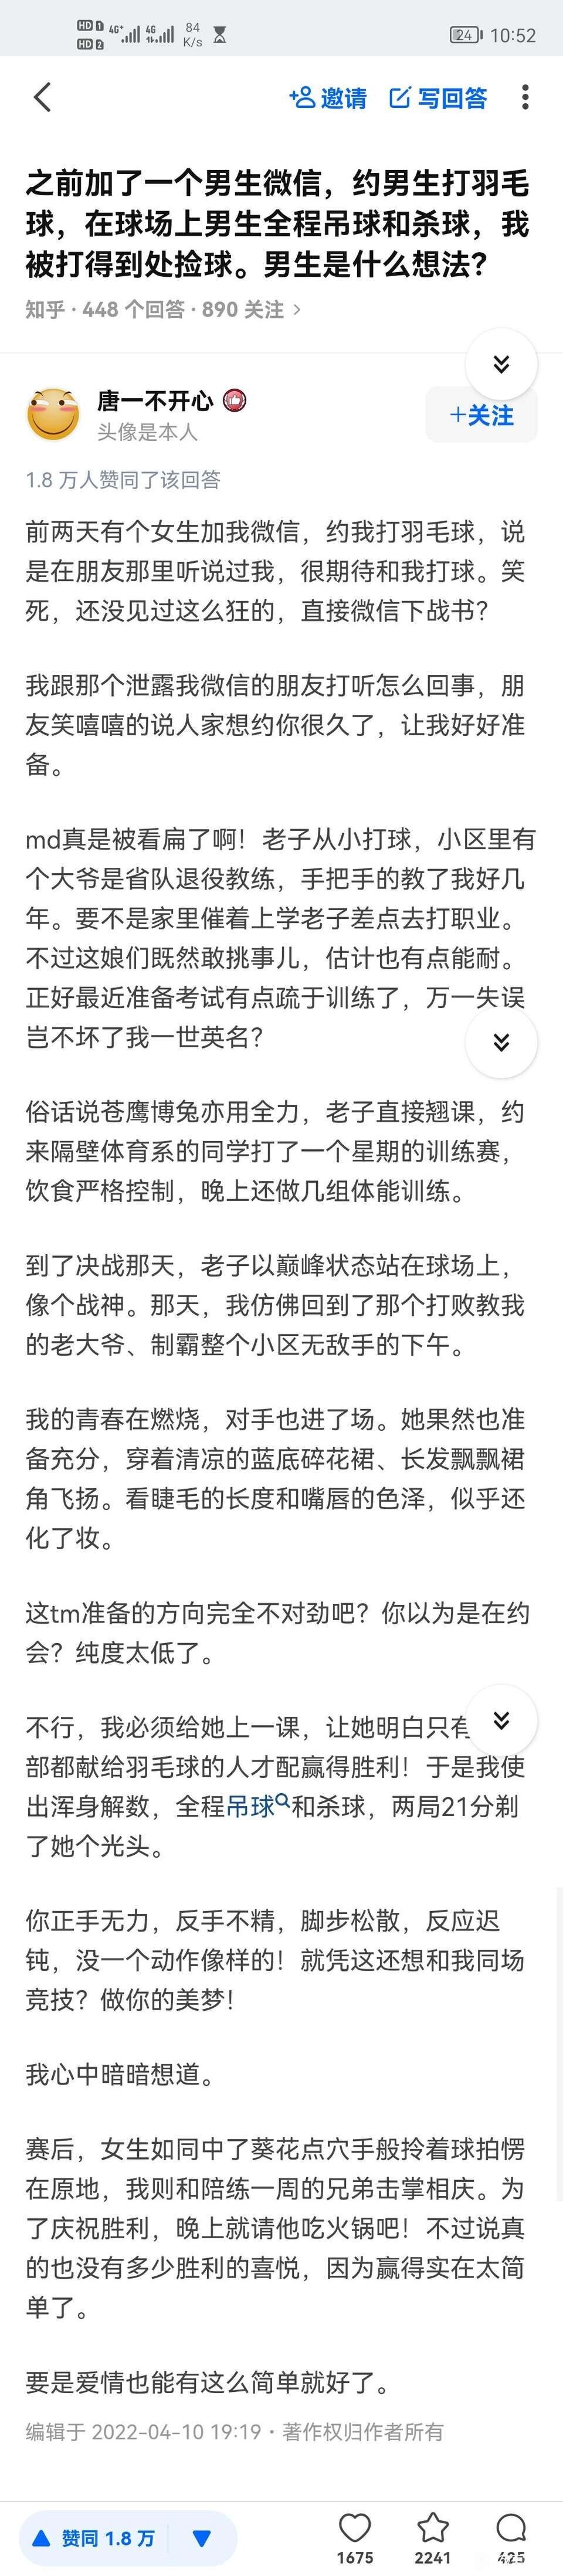 HD 1
HD 2
4G+
4G
84
K/s
24
10:52
邀请
写回答
之前加了一个男生微信，约男生打羽毛
球，在球场上男生全程吊球和杀球，我
被打得到处捡球。男生是什么想法？
知乎 · 448 个回答 · 890 关注 >
唐一不开心
头像是本人
+关注
1.8 万人赞同了该回答
前两天有个女生加我微信，约我打羽毛球，说
是在朋友那里听说过我，很期待和我打球。笑
死，还没见过这么狂的，直接微信下战书？
我跟那个泄露我微信的朋友打听怎么回事，朋
友笑嘻嘻的说人家想约你很久了，让我好好准
备。
md真是被看扁了啊！老子从小打球，小区里有
个大爷是省队退役教练，手把手的教了我好几
年。要不是家里催着上学老子差点去打职业。
不过这娘们既然敢挑事儿，估计也有点能耐。
正好最近准备考试有点疏于训练了，万一失误
岂不坏了我一世英名？
俗话说苍鹰博兔亦用全力，老子直接翘课，约
来隔壁体育系的同学打了一个星期的训练赛，
饮食严格控制，晚上还做几组体能训练。
到了决战那天，老子以巅峰状态站在球场上，
像个战神。那天，我仿佛回到了那个打败教我
的老大爷、制霸整个小区无敌手的下午。
我的青春在燃烧，对手也进了场。她果然也准
备充分，穿着清凉的蓝底碎花裙、长发飘飘裙
角飞扬。看睫毛的长度和嘴唇的色泽，似乎还
化了妆。
这tm准备的方向完全不对劲吧？你以为是在约
会？纯度太低了。
不行，我必须给她上一课，让她明白只有
部都献给羽毛球的人才配赢得胜利！于是我使
出浑身解数，全程吊球和杀球，两局21分剃
了她个光头。
你正手无力，反手不精，脚步松散，反应迟
钝，没一个动作像样的！就凭这还想和我同场
竞技？做你的美梦！
我心中暗暗想道。
赛后，女生如同中了葵花点穴手般拎着球拍愣
在原地，我则和陪练一周的兄弟击掌相庆。为
了庆祝胜利，晚上就请他吃火锅吧！不过说真
的也没有多少胜利的喜悦，因为赢得实在太简
单了。
要是爱情也能有这么简单就好了。
编辑于 2022-04-10 19:19 · 著作权归作者所有
赞同 1.8 万
1675
2241
425